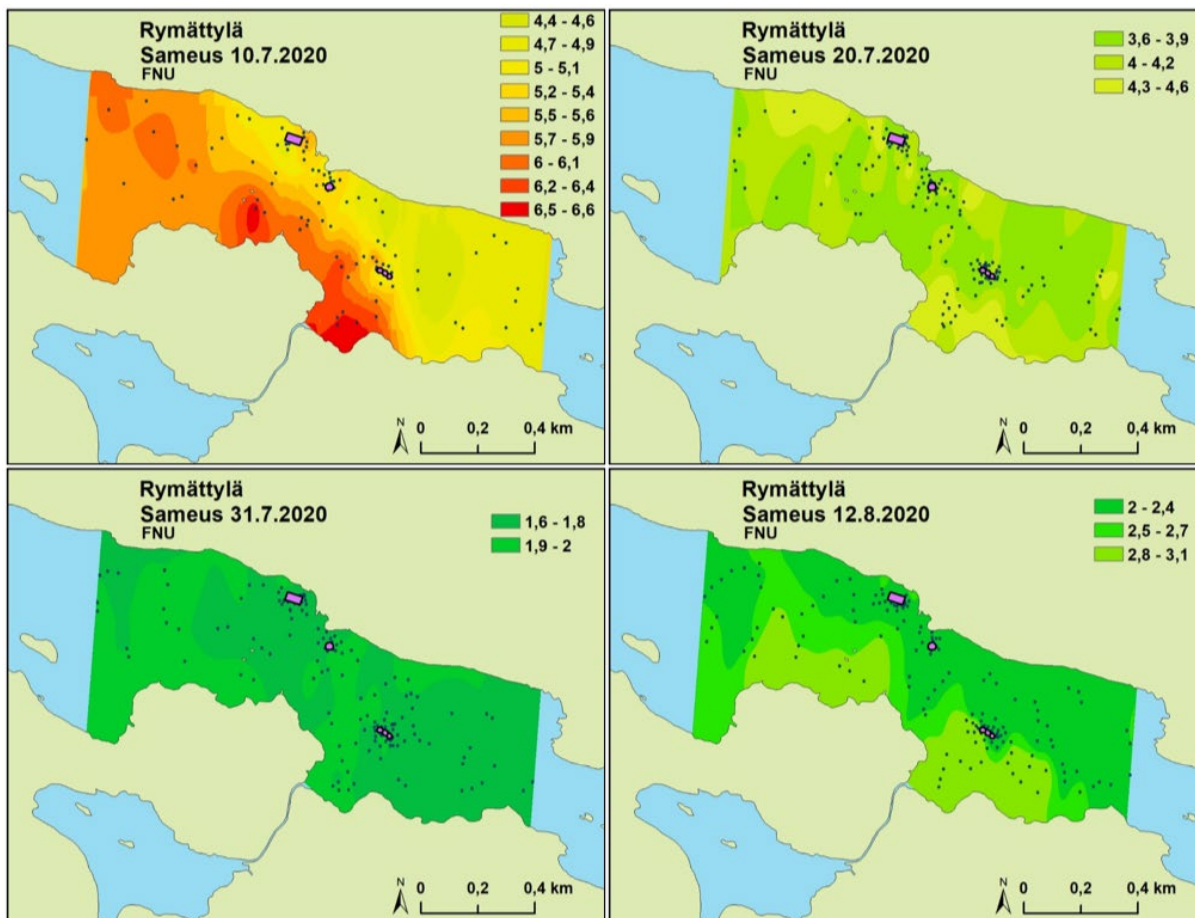 Rymättylä
Sameus 10.7.2020
FNU
4,4 - 4,6
4,7 - 4,9
5 - 5,1
5,2 - 5,4
5,5 - 5,6
5,7 - 5,9
6 - 6,1
6,2 - 6,4
6,5 - 6,6
N
0 0,2 0,4 km
Rymättylä
Sameus 20.7.2020
FNU
3,6 - 3,9
4 - 4,2
4,3 - 4,6
N
0 0,2 0,4 km
Rymättylä
Sameus 31.7.2020
FNU
1,6 - 1,8
1,9 - 2
N
0 0,2 0,4 km
Rymättylä
Sameus 12.8.2020
FNU
2 - 2,4
2,5 - 2,7
2,8 - 3,1
N
0 0,2 0,4 km